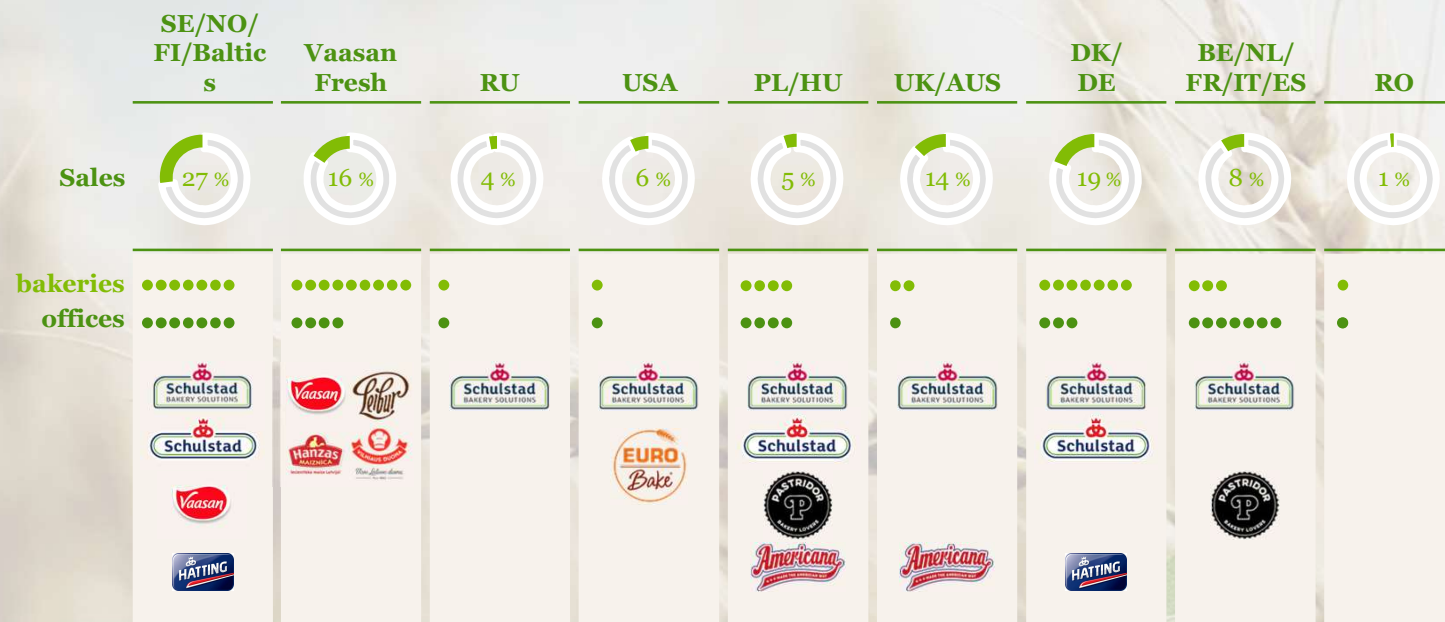 SE/NO/
FI/Baltic
s
Vaasan
Fresh
RU
USA
PL/HU
UK/AUS
DK/
DE
BE/NL/
FR/IT/ES
RO
Sales
27 %
16 %
4 %
6 %
5 %
14 %
19 %
8 %
1 %
bakeries
offices
Schulstad
BAKERY SOLUTIONS
Schulstad
Vaasan
HATTING
Vaasan
Leibur
Hanzas
MAIZNĪCA
VILNIAUS DUONA
Schulstad
BAKERY SOLUTIONS
Schulstad
BAKERY SOLUTIONS
EURO
Bake
Schulstad
BAKERY SOLUTIONS
Schulstad
PASTRIDOR
P
BAKERY LOVERS
Americana
Schulstad
BAKERY SOLUTIONS
Americana
Schulstad
BAKERY SOLUTIONS
Schulstad
HATTING
Schulstad
BAKERY SOLUTIONS
PASTRIDOR
P
BAKERY LOVERS